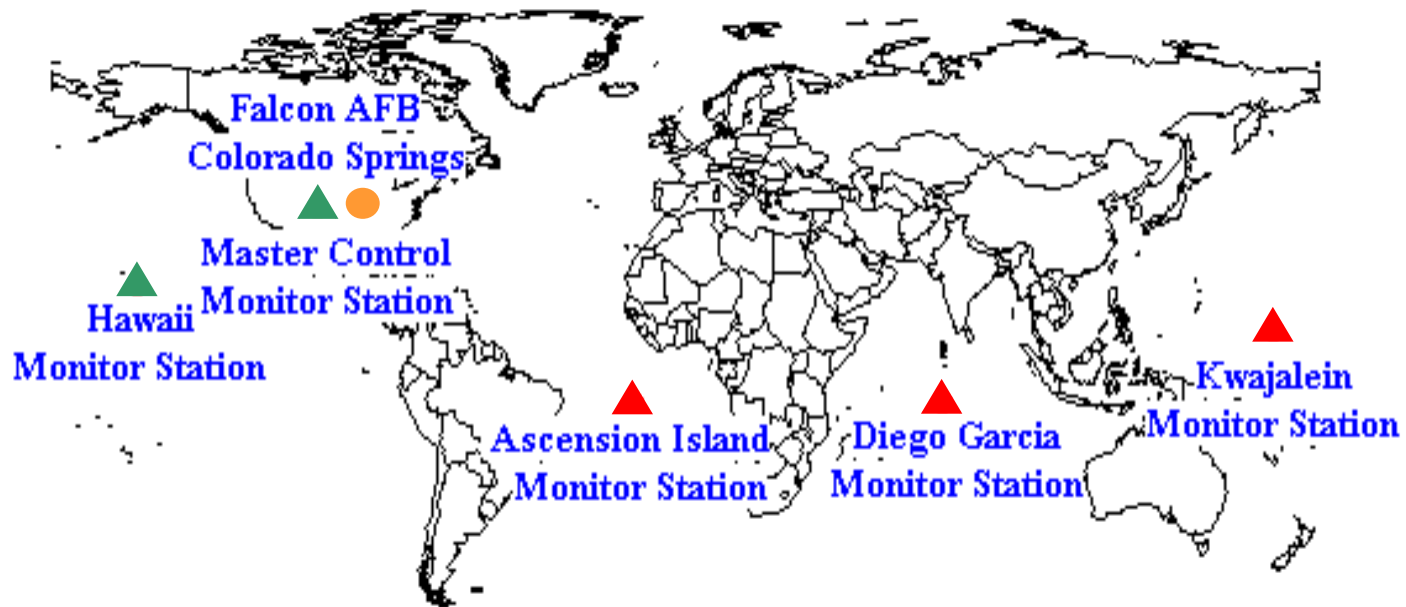 Falcon AFB
Colorado Springs
Master Control
Monitor Station
Hawaii
Monitor Station
Ascension Island
Monitor Station
Diego Garcia
Monitor Station
Kwajalein
Monitor Station